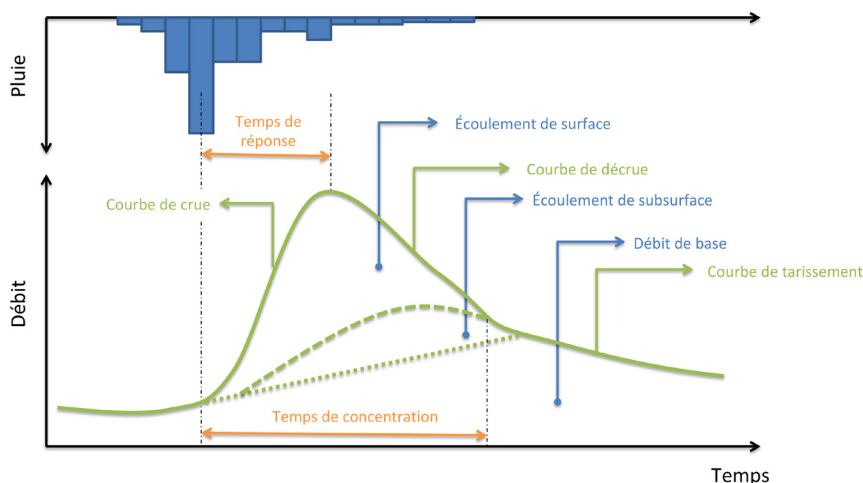 Pluie
Temps de
réponse
Écoulement de surface
Courbe de décrue
Courbe de crue
Écoulement de subsurface
Débit de base
Courbe de tarissement
Débit
Temps de concentration
Temps